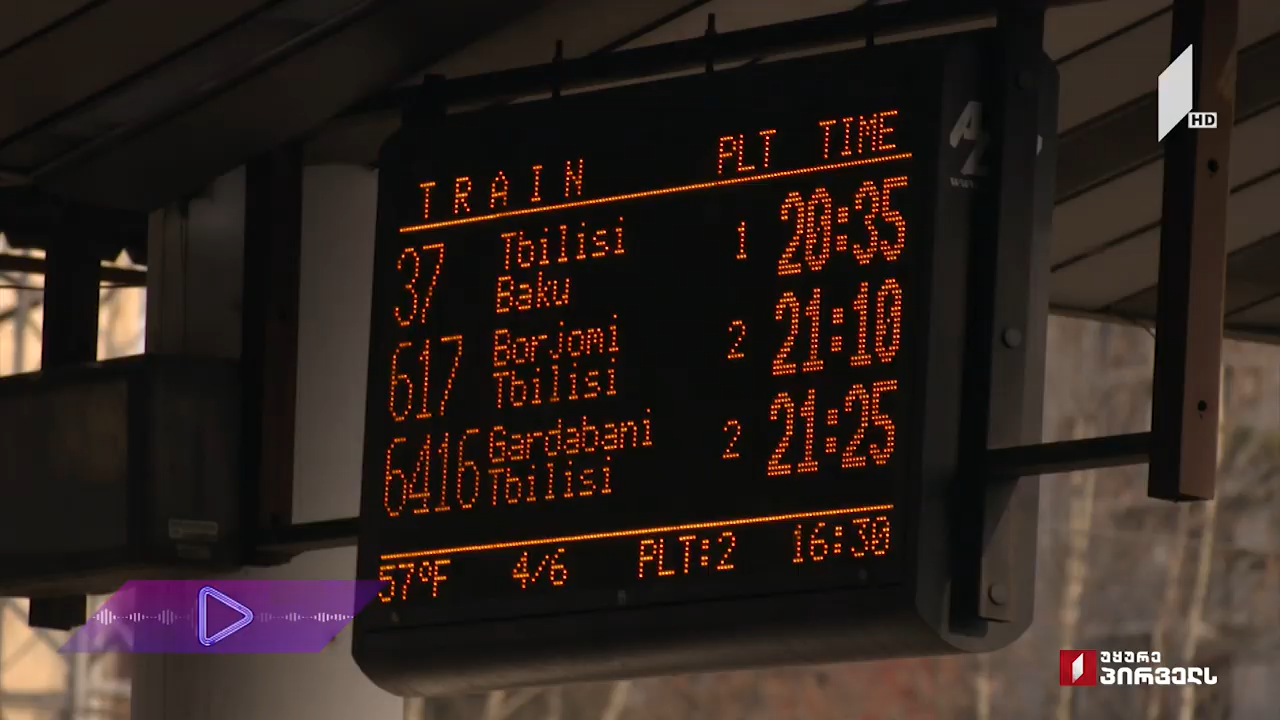 HD
TRAIN PLT TIME
37 Tbilisi Baku 1 20:35
617 Borjomi Tbilisi 2 21:10
6416 Gardabani Tbilisi 2 21:25
57°F 4/6 PLT:2 16:30
უყურე
პირველს